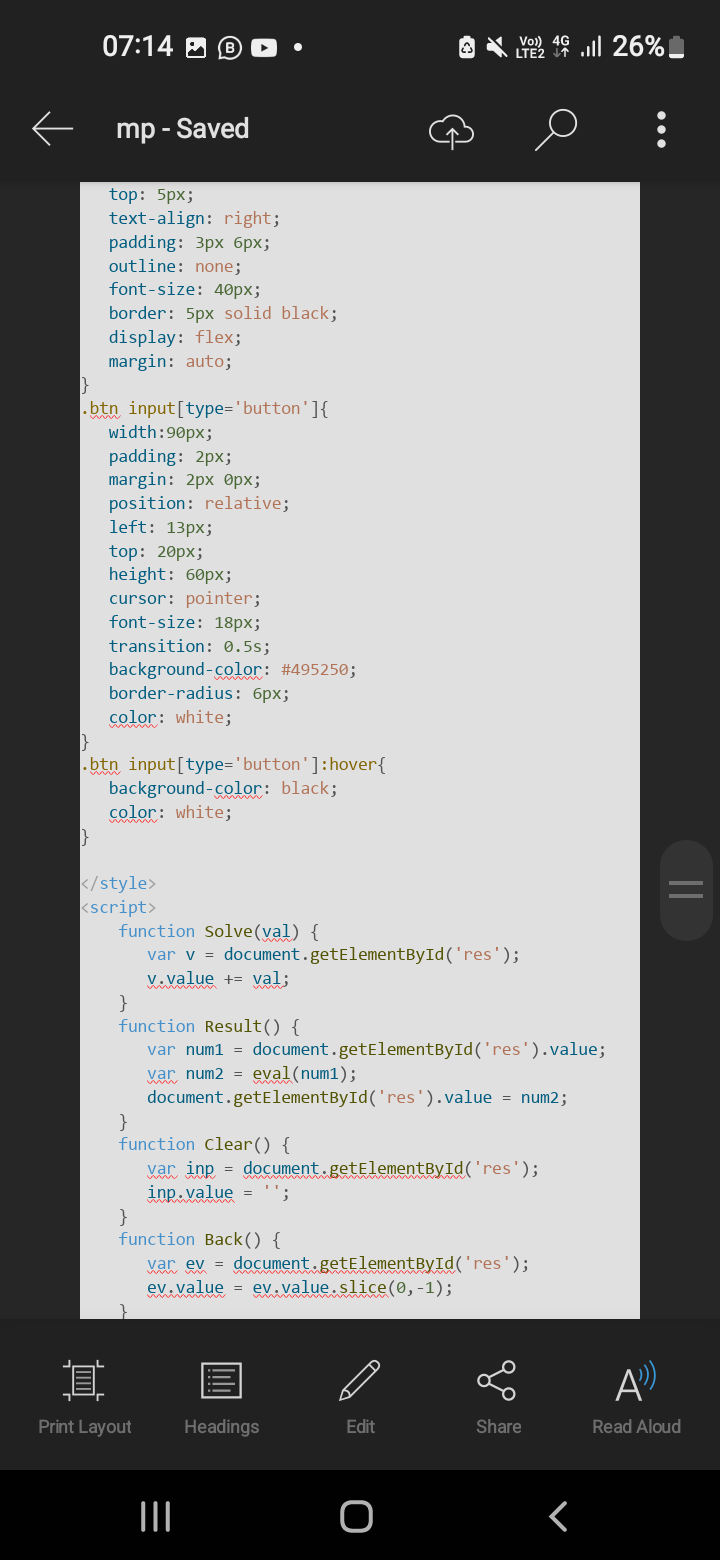 07:14 B Vo)) LTE2 4G 26%
mp - Saved
top: 5px;
text-align: right;
padding: 3px 6px;
outline: none;
font-size: 40px;
border: 5px solid black;
display: flex;
margin: auto;
}
.btn input[type='button']{
width:90px;
padding: 2px;
margin: 2px 0px;
position: relative;
left: 13px;
top: 20px;
height: 60px;
cursor: pointer;
font-size: 18px;
transition: 0.5s;
background-color: #495250;
border-radius: 6px;
color: white;
}
.btn input[type='button']:hover{
background-color: black;
color: white;
}
</style>
<script>
function Solve(val) {
var v = document.getElementById('res');
v.value += val;
}
function Result() {
var num1 = document.getElementById('res').value;
var num2 = eval(num1);
document.getElementById('res').value = num2;
}
function Clear() {
var inp = document.getElementById('res');
inp.value = '';
}
function Back() {
var ev = document.getElementById('res');
ev.value = ev.value.slice(0,-1);
}
Print Layout Headings Edit Share A Read Aloud